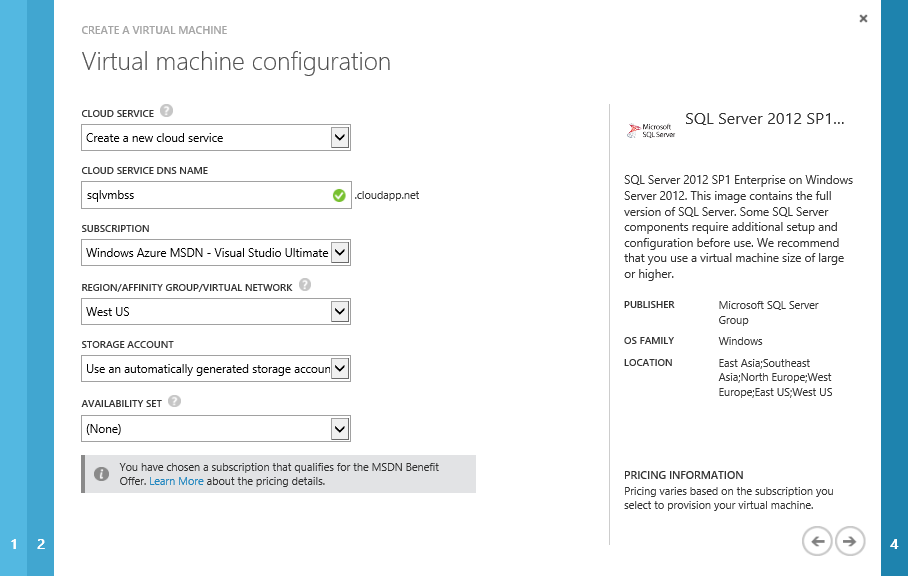 CREATE A VIRTUAL MACHINE
Virtual machine configuration
CLOUD SERVICE ?
Create a new cloud service
CLOUD SERVICE DNS NAME
sqlvmbss
.cloudapp.net
SUBSCRIPTION
Windows Azure MSDN - Visual Studio Ultimate
REGION/AFFINITY GROUP/VIRTUAL NETWORK ?
West US
STORAGE ACCOUNT
Use an automatically generated storage accoun
AVAILABILITY SET ?
(None)
i
You have chosen a subscription that qualifies for the MSDN Benefit
Offer. Learn More about the pricing details.
Microsoft
SQL Server
SQL Server 2012 SP1...
SQL Server 2012 SP1 Enterprise on Windows
Server 2012. This image contains the full
version of SQL Server. Some SQL Server
components require additional setup and
configuration before use. We recommend
that you use a virtual machine size of large
or higher.
PUBLISHER
Microsoft SQL Server
Group
OS FAMILY
Windows
LOCATION
East Asia;Southeast
Asia;North Europe;West
Europe;East US;West US
PRICING INFORMATION
Pricing varies based on the subscription you
select to provision your virtual machine.
1
2
4